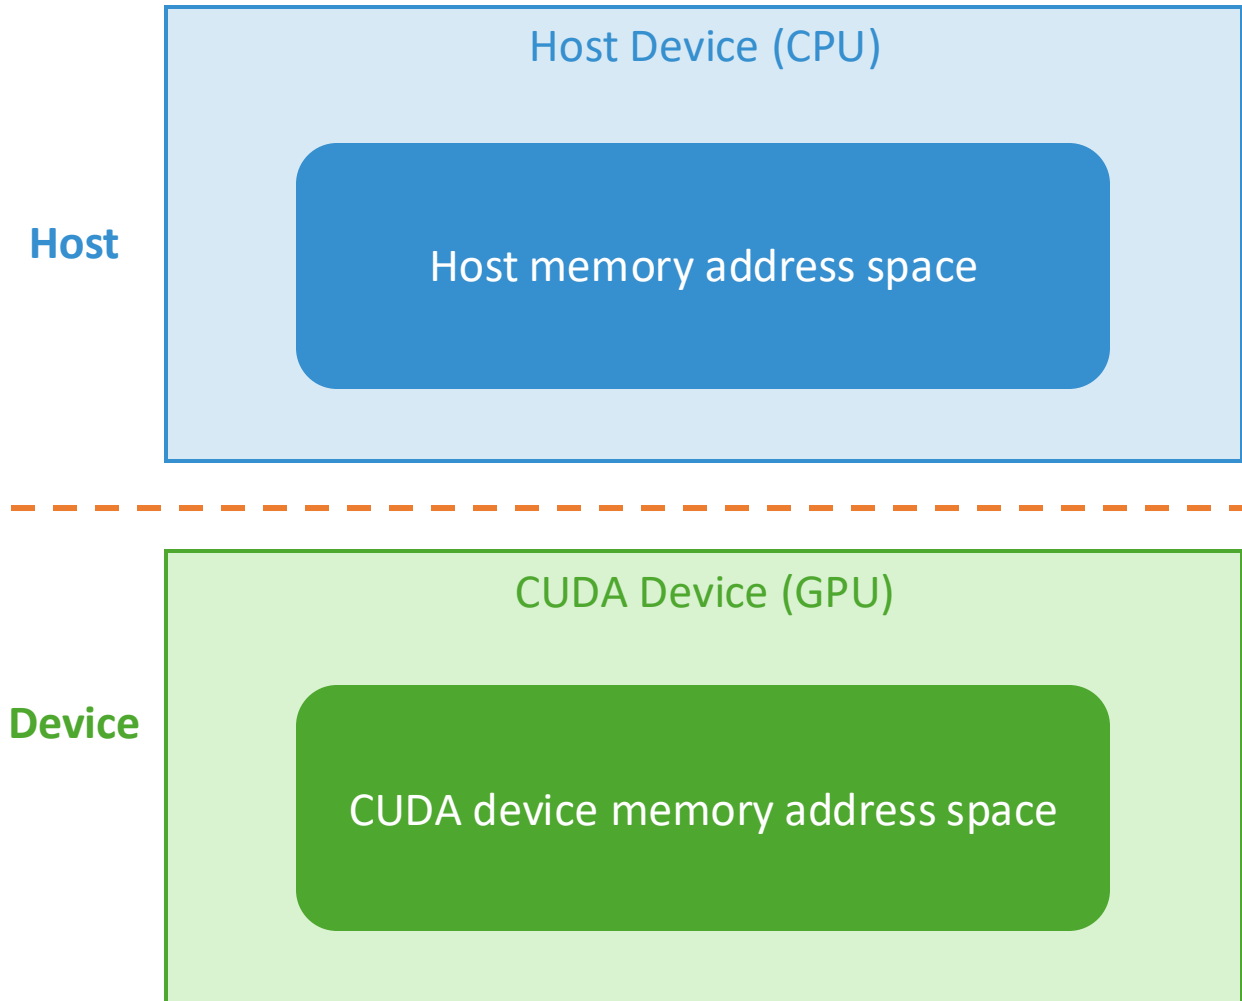 Host Device (CPU)
Host
Host memory address space
CUDA Device (GPU)
Device
CUDA device memory address space